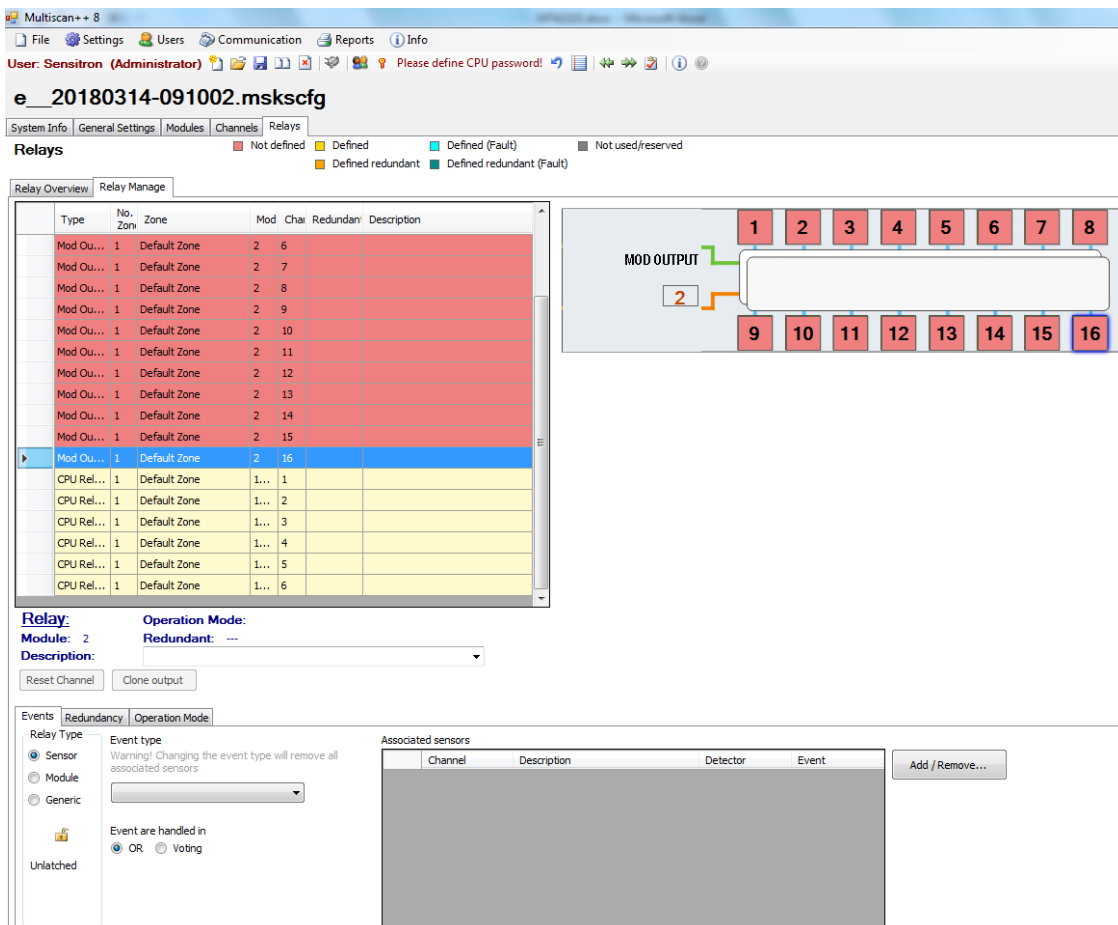 Multiscan++ 8
File Settings Users Communication Reports Info
User: Sensitron (Administrator) Please define CPU password!
e__20180314-091002.mskscfg
System Info General Settings Modules Channels Relays
Relays
Not defined Defined Defined (Fault) Not used/reserved
Defined redundant Defined redundant (Fault)
Relay Overview Relay Manage
Type No. Zon Zone Mod Cha Redundan Description
Mod Ou... 1 Default Zone 2 6
Mod Ou... 1 Default Zone 2 7
Mod Ou... 1 Default Zone 2 8
Mod Ou... 1 Default Zone 2 9
Mod Ou... 1 Default Zone 2 10
Mod Ou... 1 Default Zone 2 11
Mod Ou... 1 Default Zone 2 12
Mod Ou... 1 Default Zone 2 13
Mod Ou... 1 Default Zone 2 14
Mod Ou... 1 Default Zone 2 15
Mod Ou... 1 Default Zone 2 16
CPU Rel... 1 Default Zone 1... 1
CPU Rel... 1 Default Zone 1... 2
CPU Rel... 1 Default Zone 1... 3
CPU Rel... 1 Default Zone 1... 4
CPU Rel... 1 Default Zone 1... 5
CPU Rel... 1 Default Zone 1... 6
1 2 3 4 5 6 7 8
MOD OUTPUT
2
9 10 11 12 13 14 15 16
Relay: Operation Mode:
Module: 2 Redundant: ---
Description:
Reset Channel Clone output
Events Redundancy Operation Mode
Relay Type
Sensor
Module
Generic
Unlatched
Event type
Warning! Changing the event type will remove all
associated sensors
Event are handled in
OR Voting
Associated sensors
Channel Description Detector Event
Add / Remove...